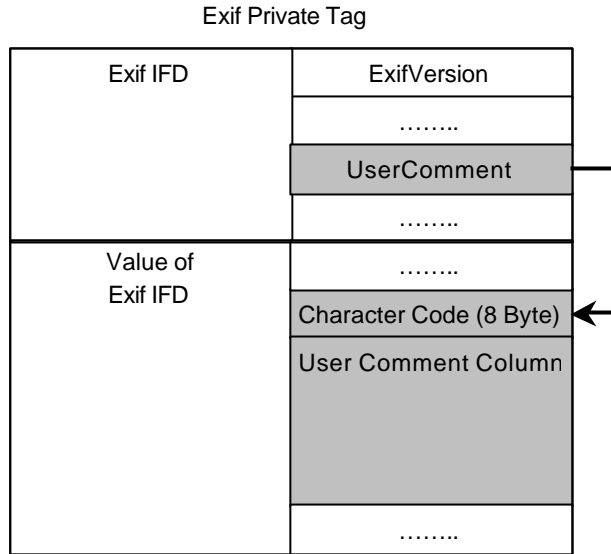 Exif Private Tag
Exif IFD
ExifVersion
……..
UserComment
……..
Value of
Exif IFD
……..
Character Code (8 Byte)
User Comment Column
……..